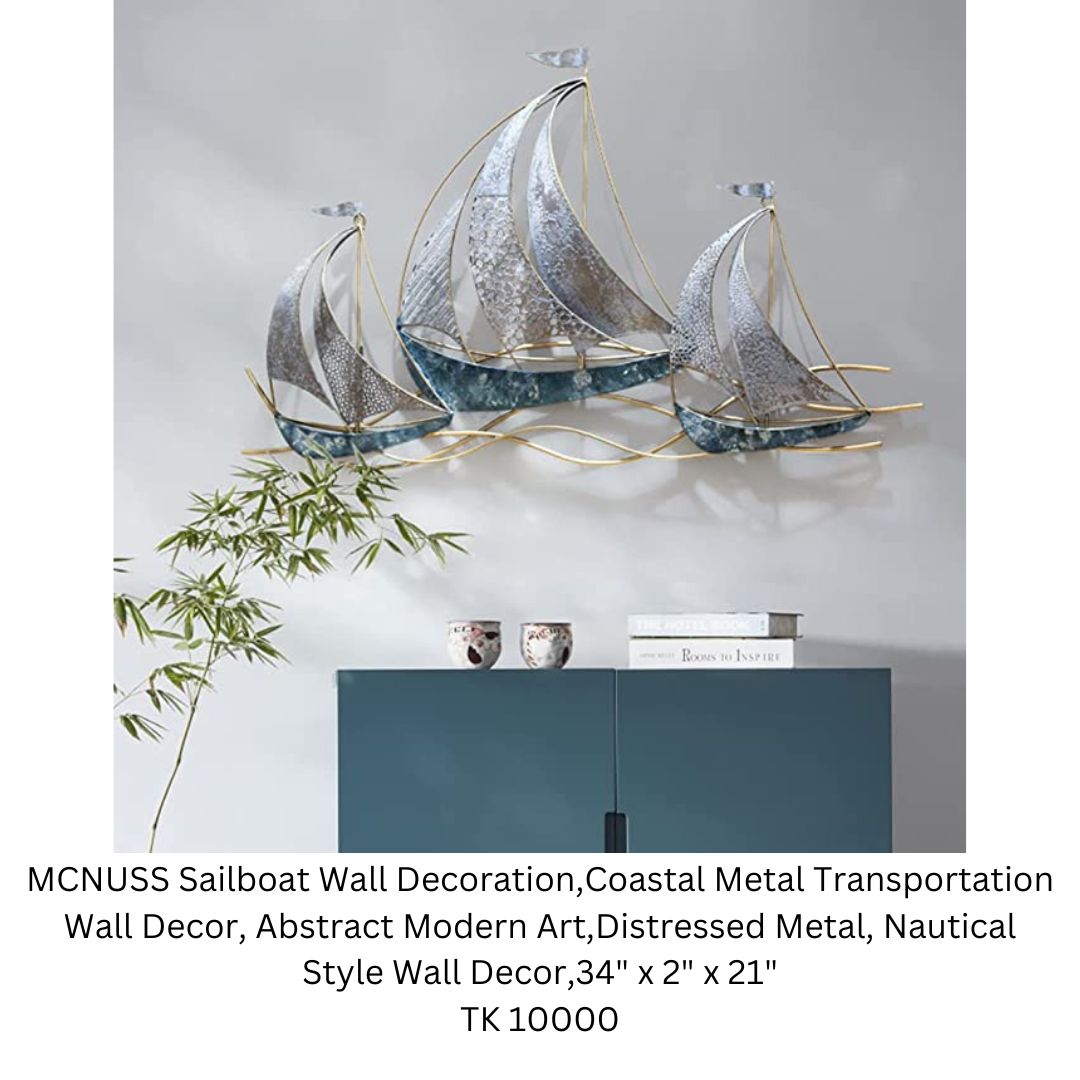 THE HOTEL BOOK
ROOMS TO INSPIRE
MCNUSS Sailboat Wall Decoration,Coastal Metal Transportation
Wall Decor, Abstract Modern Art,Distressed Metal, Nautical
Style Wall Decor,34" x 2" x 21"
TK 10000